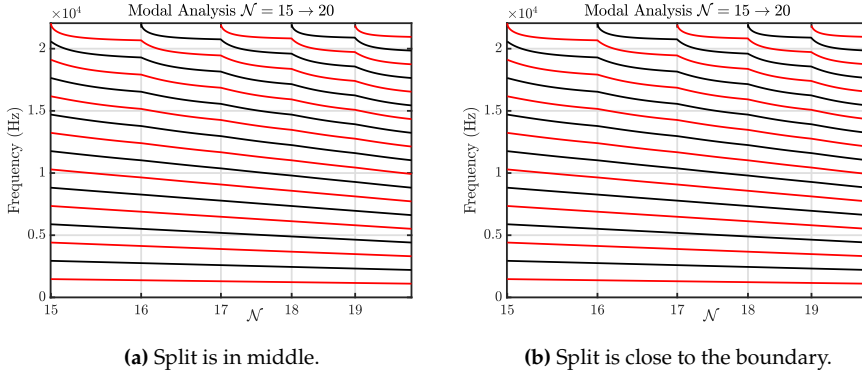 ×10⁴ Modal Analysis 𝒩 = 15 → 20
2
1.5
1
0.5
0
Frequency (Hz)
15 16 17 18 19
𝒩
(a) Split is in middle.
×10⁴ Modal Analysis 𝒩 = 15 → 20
2
1.5
1
0.5
0
Frequency (Hz)
15 16 17 18 19
𝒩
(b) Split is close to the boundary.